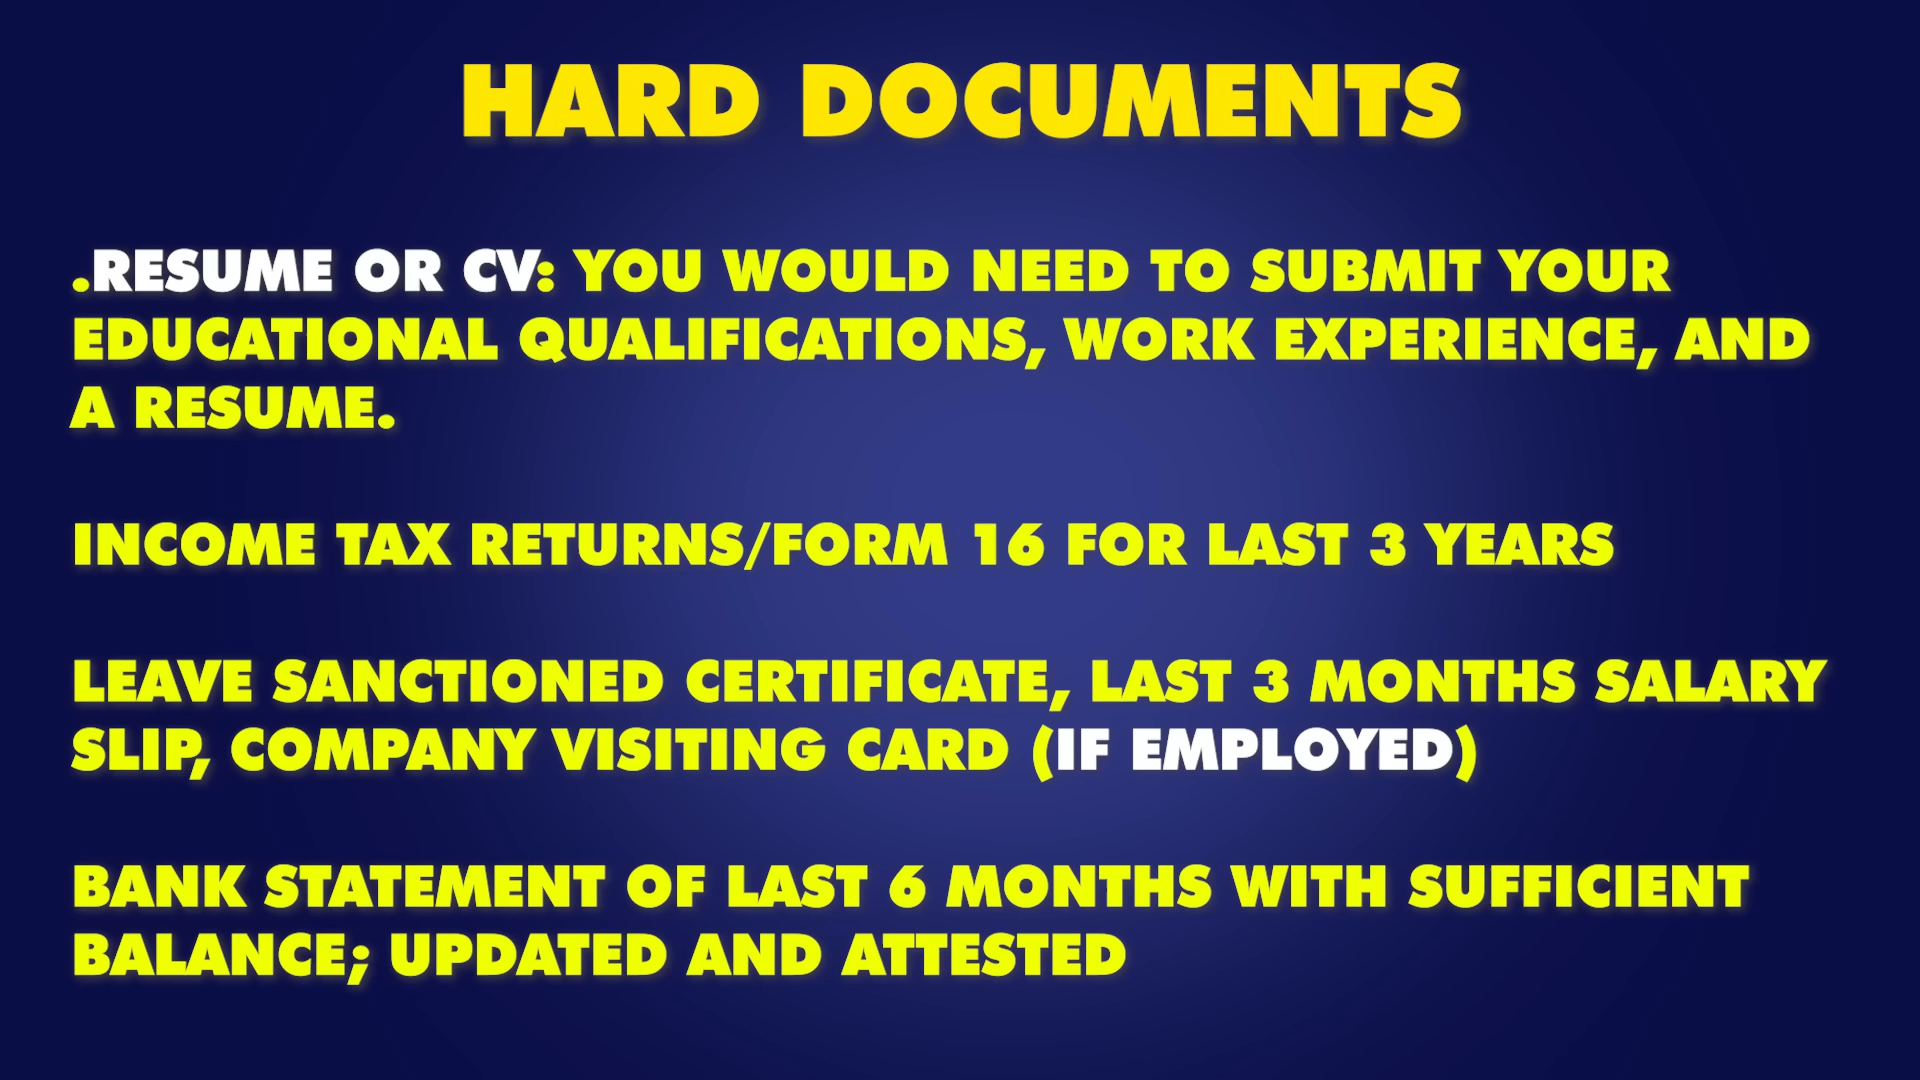 HARD DOCUMENTS
.RESUME OR CV: YOU WOULD NEED TO SUBMIT YOUR
EDUCATIONAL QUALIFICATIONS, WORK EXPERIENCE, AND
A RESUME.
INCOME TAX RETURNS/FORM 16 FOR LAST 3 YEARS
LEAVE SANCTIONED CERTIFICATE, LAST 3 MONTHS SALARY
SLIP, COMPANY VISITING CARD (IF EMPLOYED)
BANK STATEMENT OF LAST 6 MONTHS WITH SUFFICIENT
BALANCE; UPDATED AND ATTESTED